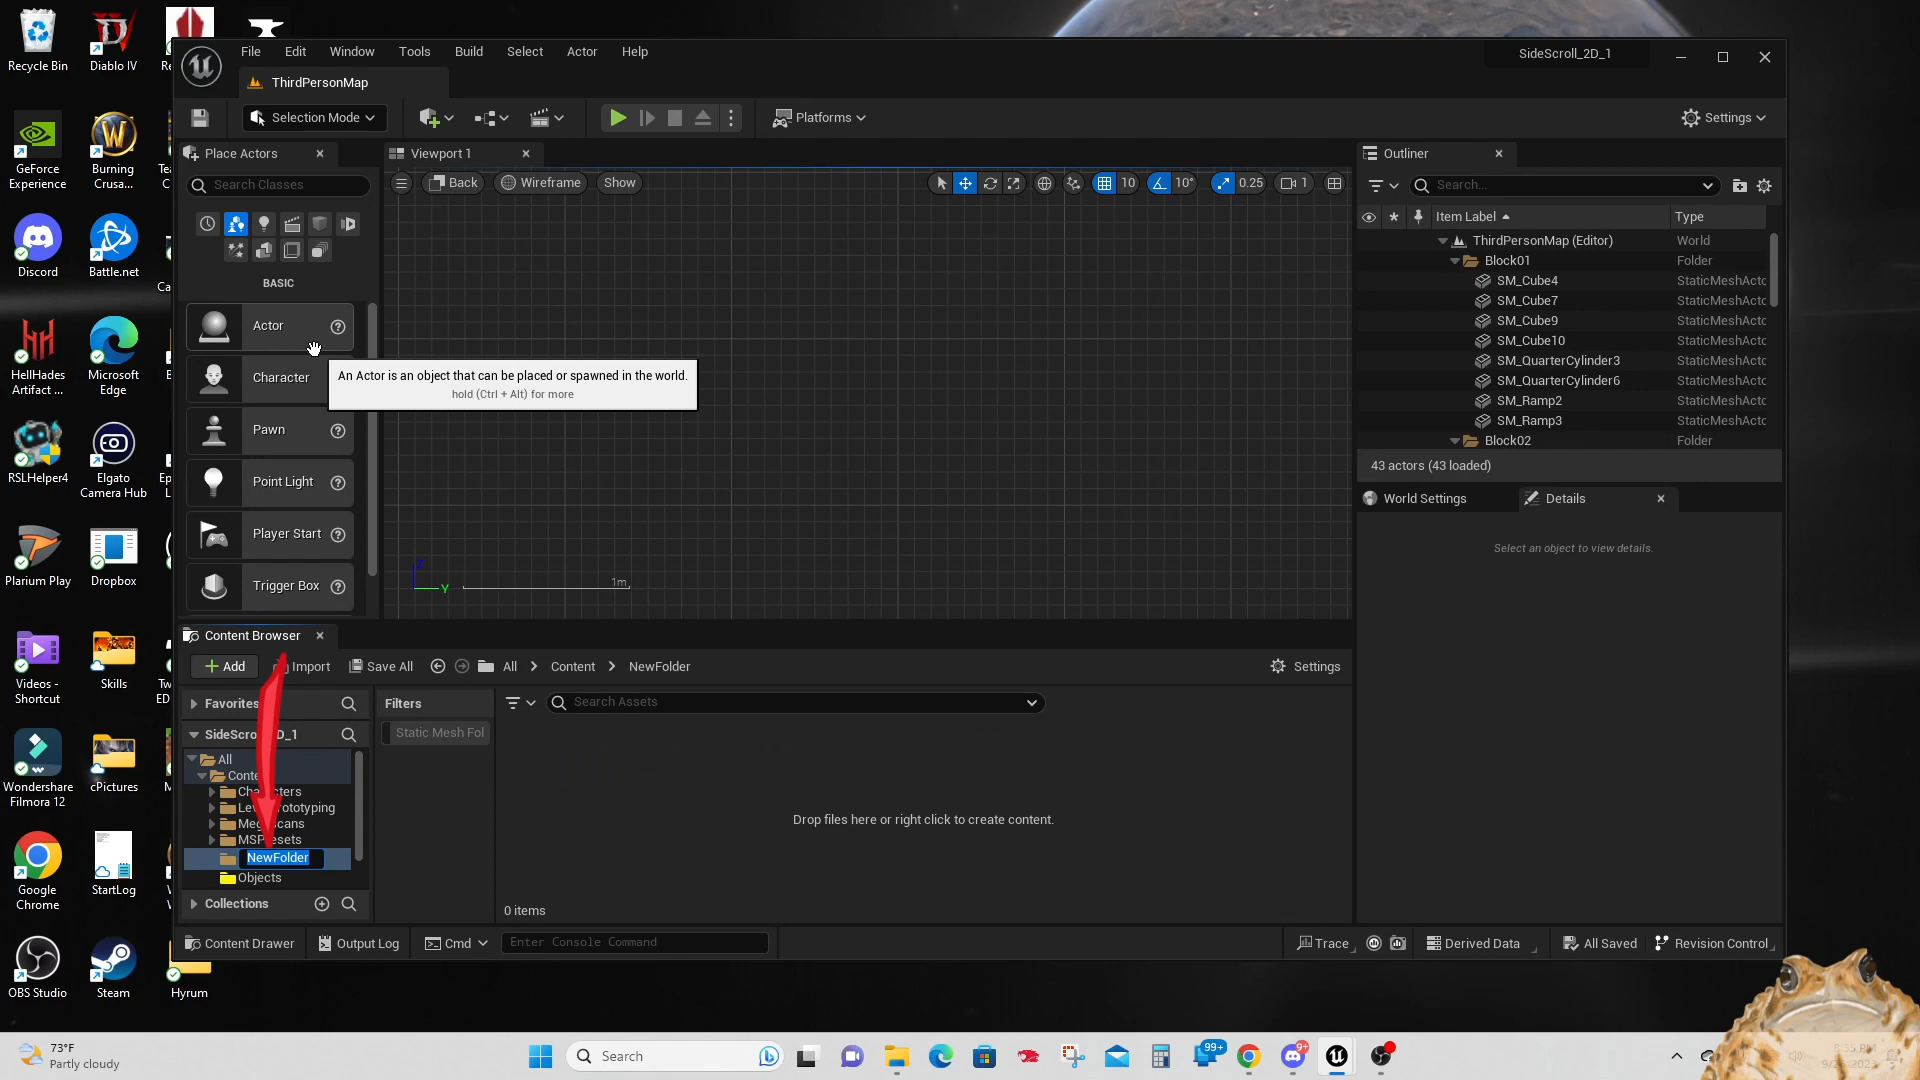 Recycle Bin
Diablo IV
SideScroll_2D_1
File Edit Window Tools Build Select Actor Help
ThirdPersonMap
Selection Mode
Platforms
Settings
Place Actors
Viewport 1
Outliner
Search Classes
Back
Wireframe
Show
10
10°
0.25
1
Search...
Item Label
Type
BASIC
Actor
Character
Pawn
Point Light
Player Start
Trigger Box
An Actor is an object that can be placed or spawned in the world.
hold (Ctrl + Alt) for more
1m
Y
ThirdPersonMap (Editor) World
Block01 Folder
SM_Cube4 StaticMeshActo
SM_Cube7 StaticMeshActo
SM_Cube9 StaticMeshActo
SM_Cube10 StaticMeshActo
SM_QuarterCylinder3 StaticMeshActo
SM_QuarterCylinder6 StaticMeshActo
SM_Ramp2 StaticMeshActo
SM_Ramp3 StaticMeshActo
Block02 Folder
43 actors (43 loaded)
World Settings
Details
Select an object to view details.
Content Browser
Add
Import
Save All
All
Content
NewFolder
Settings
Favorites
Filters
Search Assets
Static Mesh Fol
All
NewFolder
Objects
Collections
Drop files here or right click to create content.
0 items
Content Drawer
Output Log
Cmd
Enter Console Command
Trace
Derived Data
All Saved
Revision Control
GeForce
Experience
Burning
Crusa...
Discord
Battle.net
HellHades
Artifact ...
Microsoft
Edge
RSLHelper4
Elgato
Camera Hub
Plarium Play
Dropbox
Videos -
Shortcut
Skills
Wondershare
Filmora 12
cPictures
Google
Chrome
StartLog
OBS Studio
Steam
Hyrum
73°F
Partly cloudy
Search
99+
9+